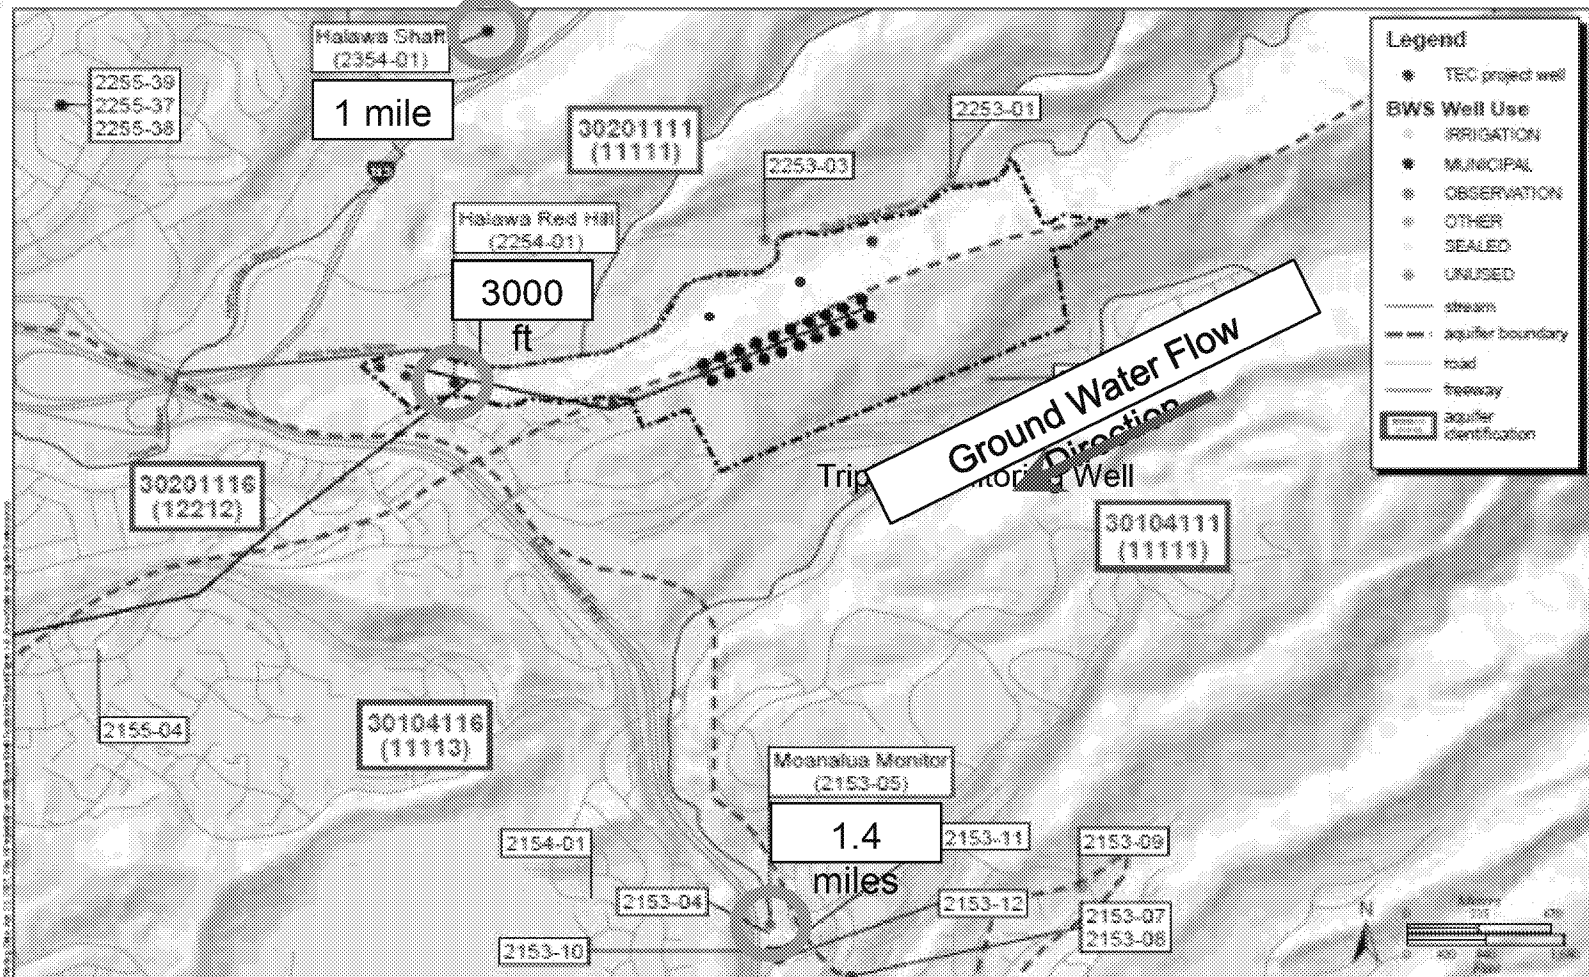 Halawa Shaft
(2354-01)
1 mile
2255-39
2255-37
2255-38
30201111
(11111)
2253-01
2253-03
Halawa Red Hill
(2254-01)
3000
ft
Legend
TEC project well
BWS Well Use
IRRIGATION
MUNICIPAL
OBSERVATION
OTHER
SEALED
UNUSED
stream
aquifer boundary
road
freeway
aquifer
identification
Ground Water Flow
Direction
Well
30201116
(12212)
30104111
(11111)
30104116
(11113)
2155-04
Moanalua Monitor
(2153-05)
1.4
miles
2154-01
2153-11
2153-09
2153-04
2153-12
2153-07
2153-08
2153-10
N